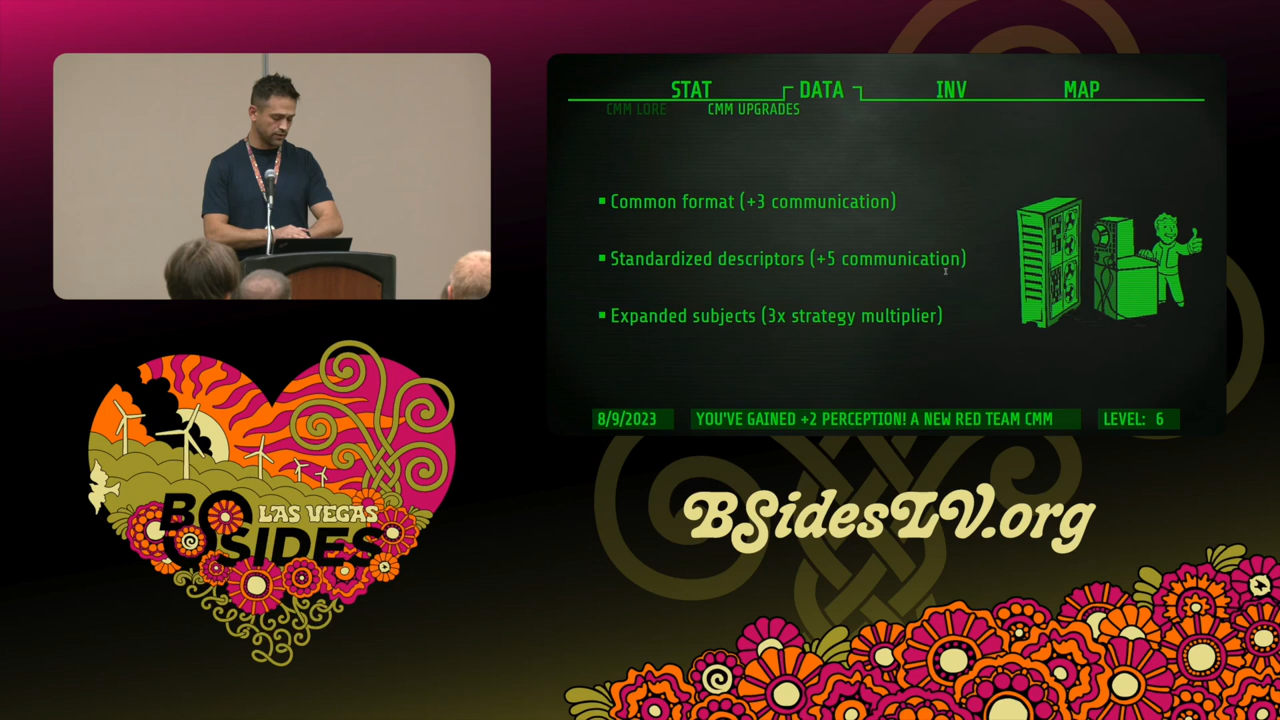 STAT DATA INV MAP
CMM LORE CMM UPGRADES
Common format (+3 communication)
Standardized descriptors (+5 communication)
Expanded subjects (3x strategy multiplier)
8/9/2023 YOU'VE GAINED +2 PERCEPTION! A NEW RED TEAM CMM LEVEL: 6
BSidesLV.org
LAS VEGAS
BSIDES
23